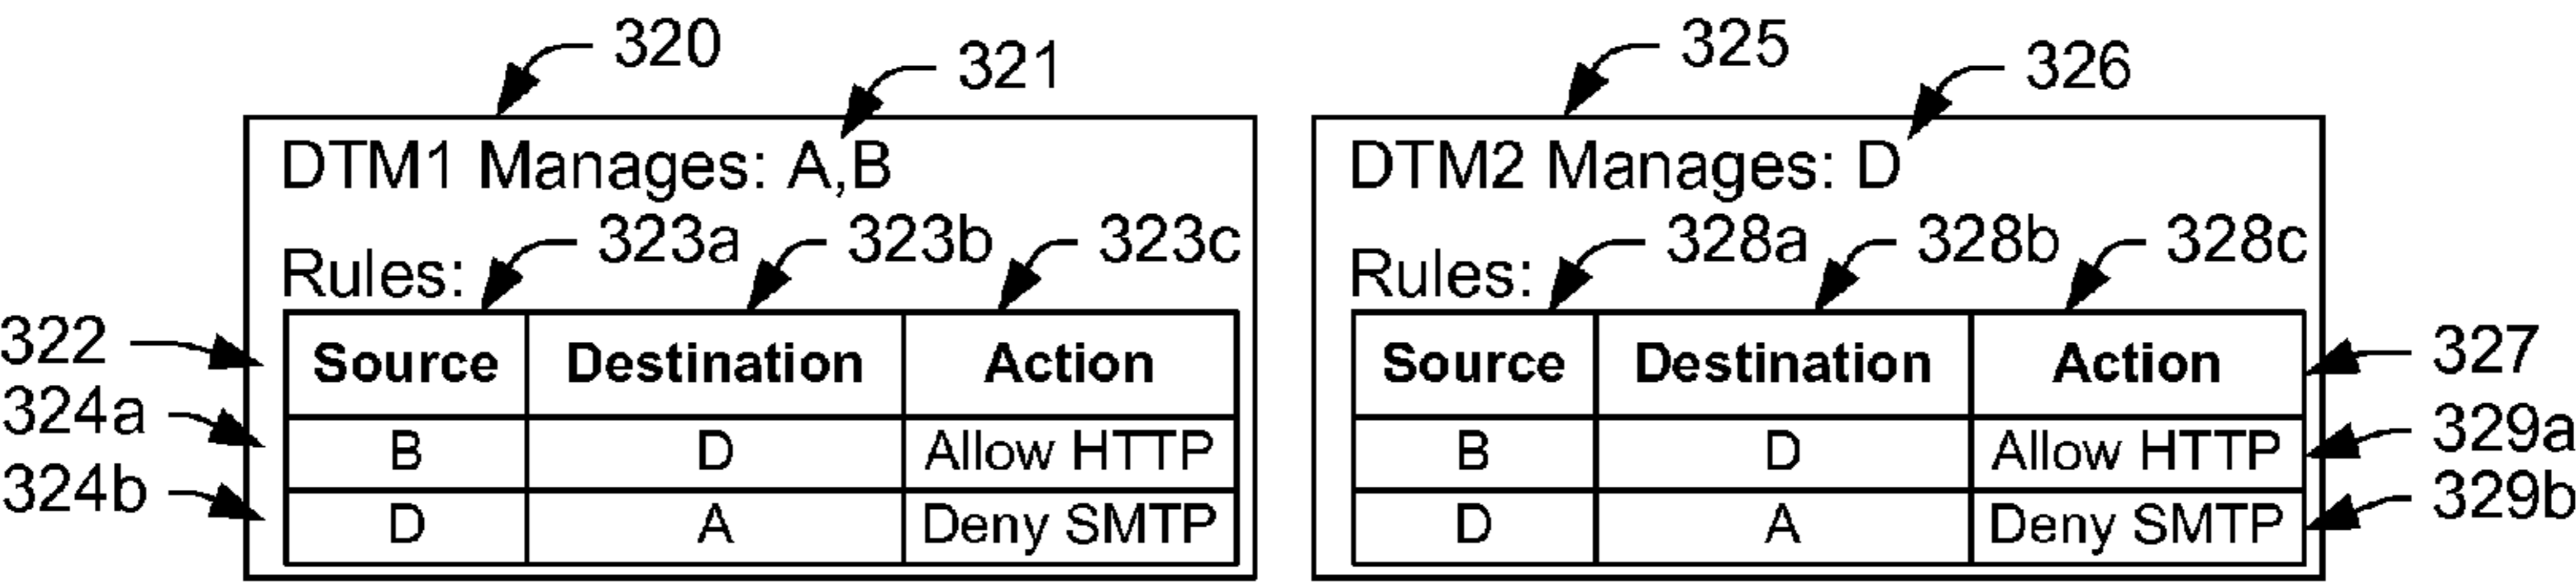 320 321 325 326
DTM1 Manages: A,B DTM2 Manages: D
323a 323b 323c 328a 328b 328c
Rules: Rules:
322 Source Destination Action Source Destination Action 327
324a B D Allow HTTP B D Allow HTTP 329a
324b D A Deny SMTP D A Deny SMTP 329b